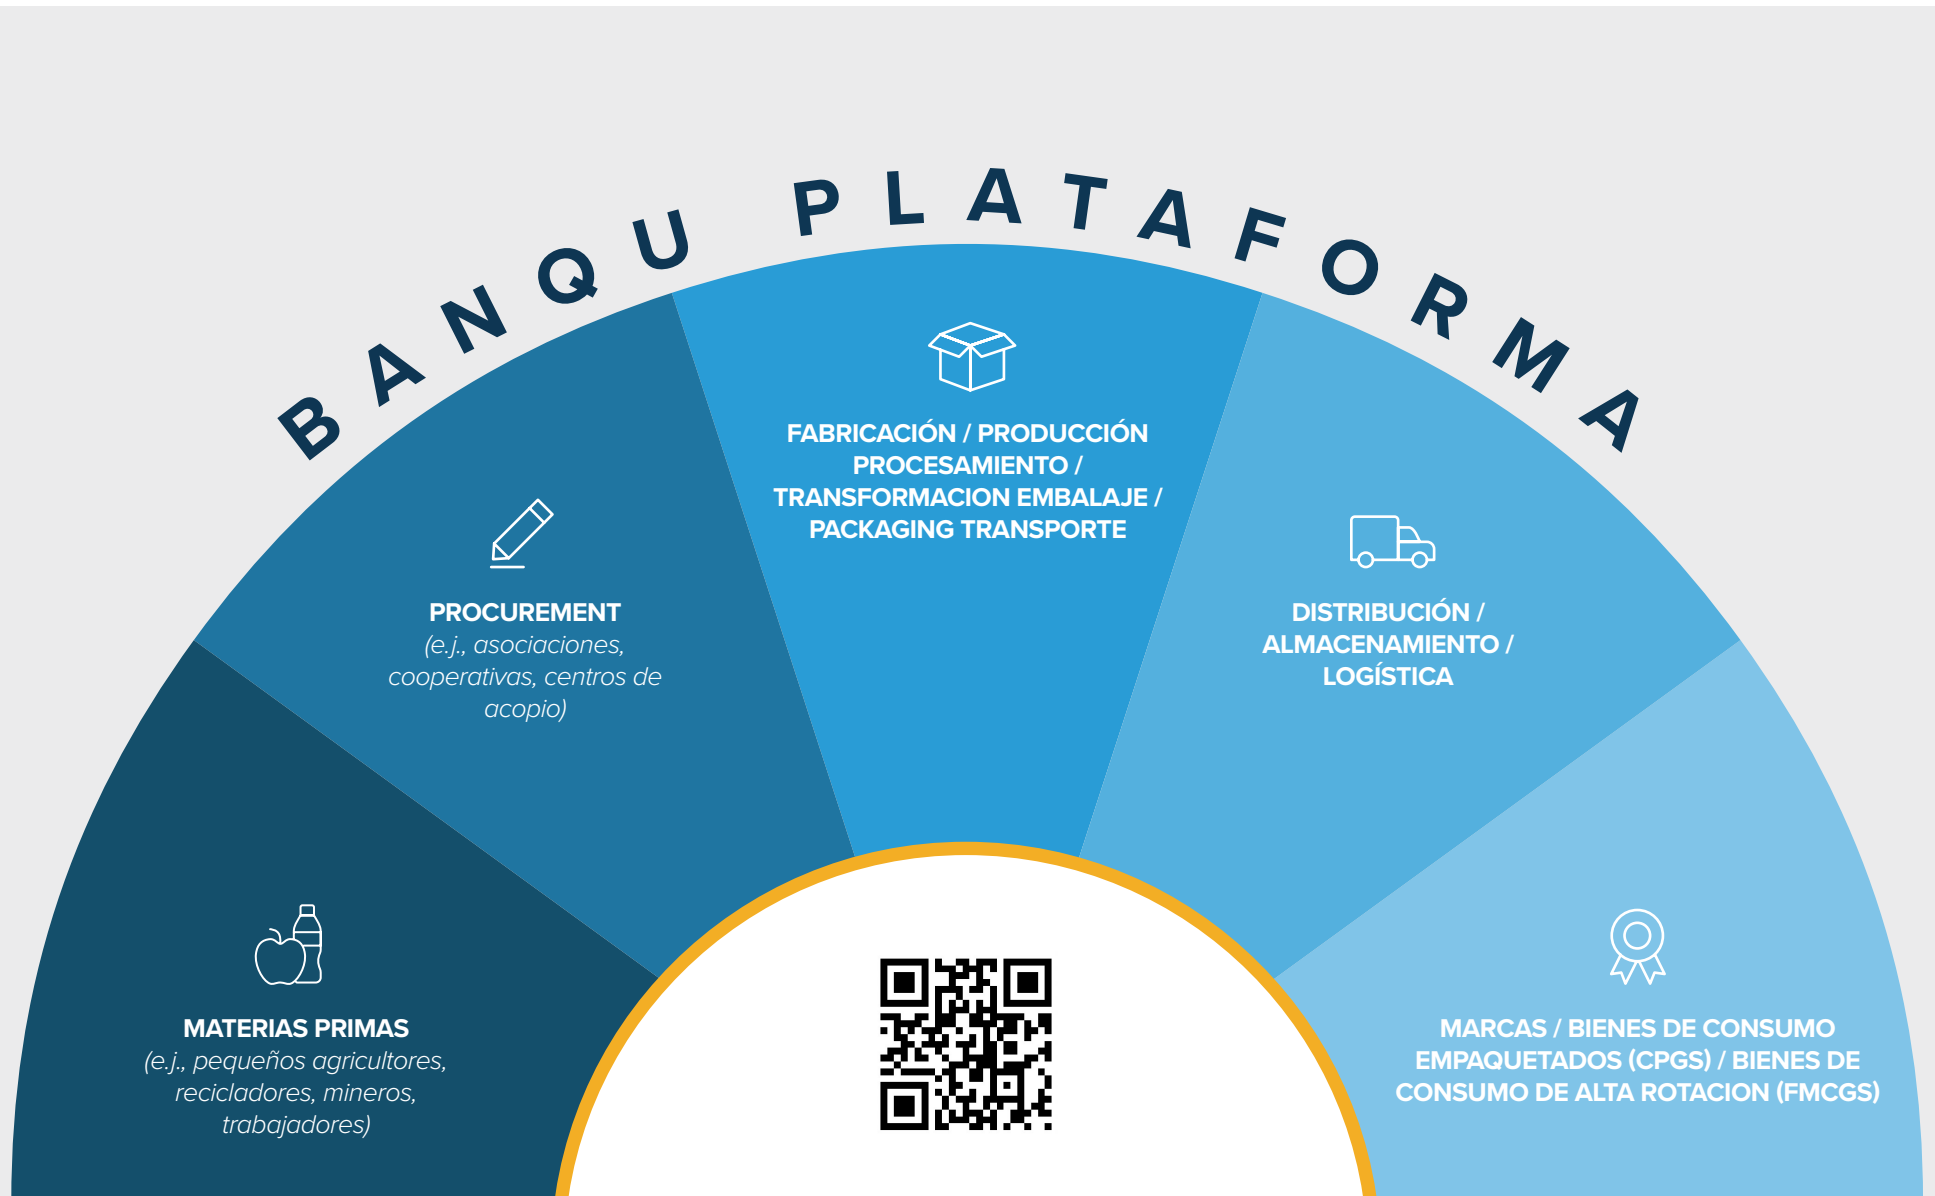 BANQU PLATAFORMA
FABRICACIÓN / PRODUCCIÓN
PROCESAMIENTO /
TRANSFORMACION EMBALAJE /
PACKAGING TRANSPORTE
PROCUREMENT
(e.j., asociaciones,
cooperativas, centros de
acopio)
DISTRIBUCIÓN /
ALMACENAMIENTO /
LOGÍSTICA
MATERIAS PRIMAS
(e.j., pequeños agricultores,
recicladores, mineros,
trabajadores)
MARCAS / BIENES DE CONSUMO
EMPAQUETADOS (CPGS) / BIENES DE
CONSUMO DE ALTA ROTACION (FMCGS)